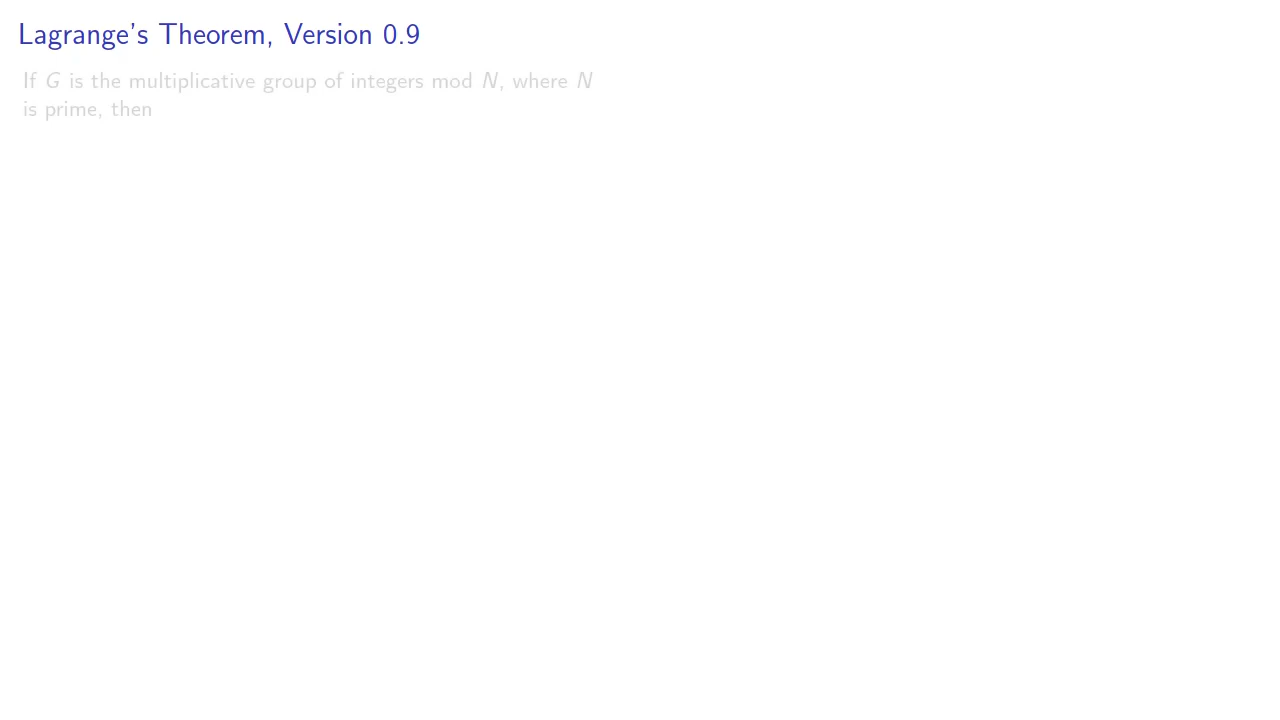 Lagrange's Theorem, Version 0.9
If G is the multiplicative group of integers mod N, where N
is prime, then